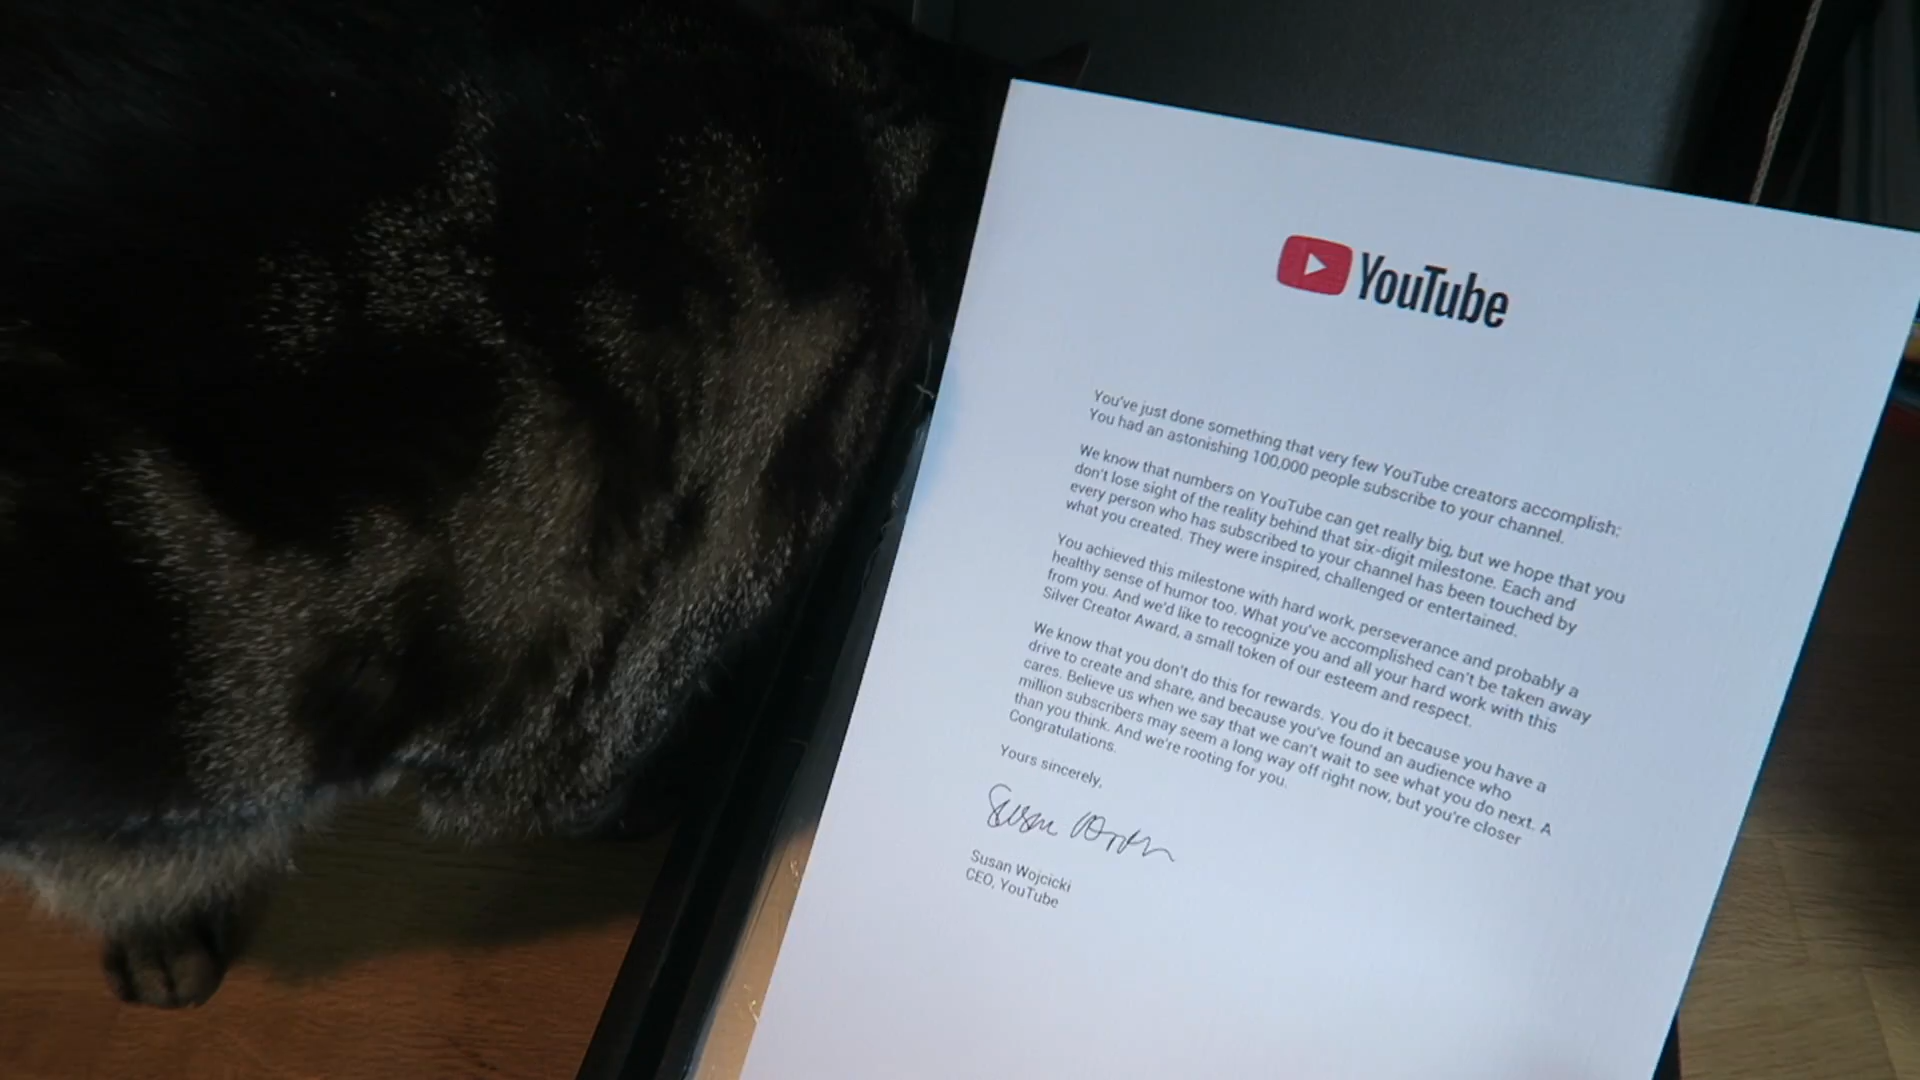 YouTube
You've just done something that very few YouTube creators accomplish:
You had an astonishing 100,000 people subscribe to your channel.
We know that numbers on YouTube can get really big, but we hope that you
don't lose sight of the reality behind that six-digit milestone. Each and
every person who has subscribed to your channel has been touched by
what you created. They were inspired, challenged or entertained.
You achieved this milestone with hard work, perseverance and probably a
healthy sense of humor too. What you've accomplished can't be taken away
from you. And we'd like to recognize you and all your hard work with this
Silver Creator Award, a small token of our esteem and respect.
We know that you don't do this for rewards. You do it because you have a
drive to create and share, and because you've found an audience who
cares. Believe us when we say that we can't wait to see what you do next. A
million subscribers may seem a long way off right now, but you're closer
than you think. And we're rooting for you.
Congratulations.
Yours sincerely,
Susan Wojcicki
CEO, YouTube